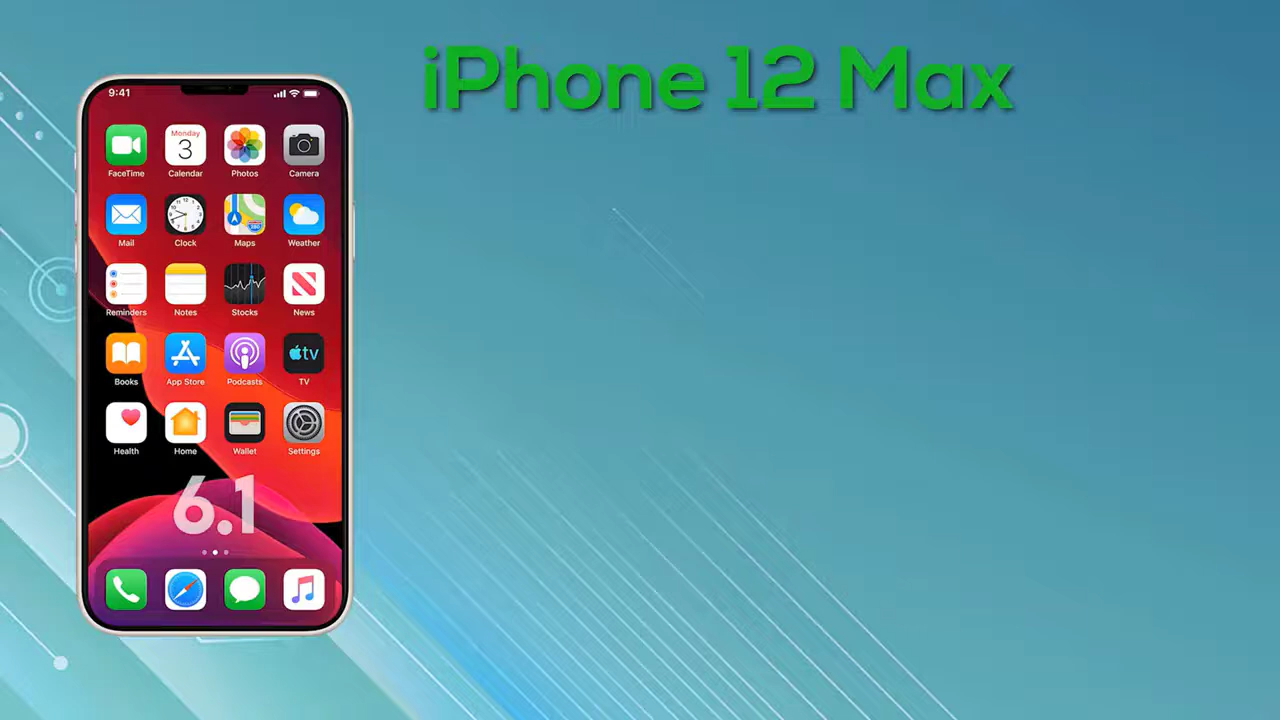 iPhone 12 Max
9:41
Monday
3
FaceTime Calendar Photos Camera
Mail Clock Maps Weather
280
Reminders Notes Stocks News
tv
Books App Store Podcasts TV
Health Home Wallet Settings
6.1